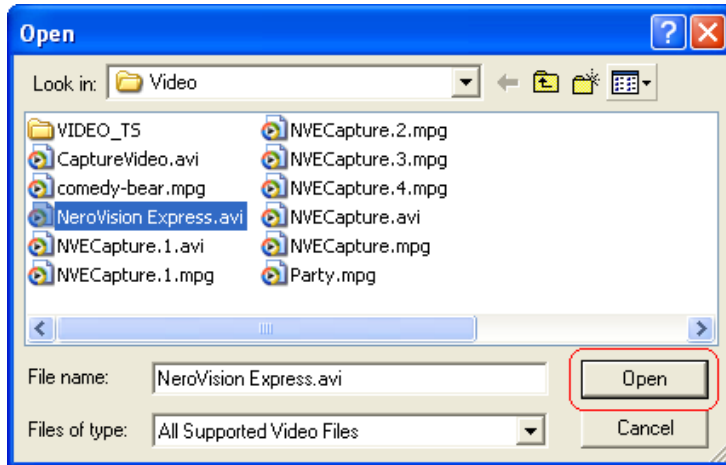 Open
Look in: Video
VIDEO_TS
CaptureVideo.avi
comedy-bear.mpg
NeroVision Express.avi
NVECapture.1.avi
NVECapture.1.mpg
NVECapture.2.mpg
NVECapture.3.mpg
NVECapture.4.mpg
NVECapture.avi
NVECapture.mpg
Party.mpg
File name: NeroVision Express.avi Open
Files of type: All Supported Video Files Cancel